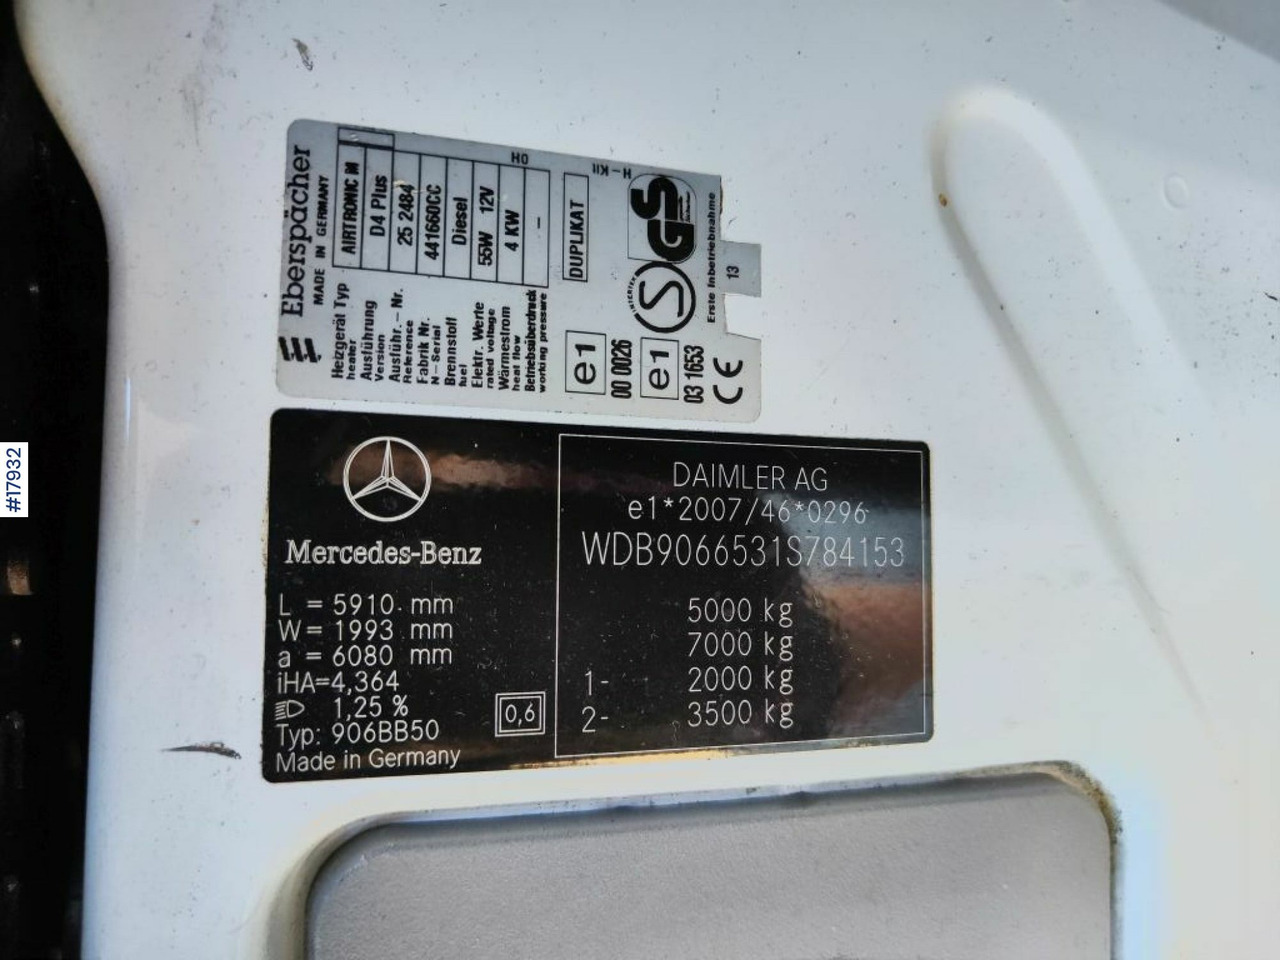 #17932
Eberspächer
MADE IN GERMANY
Heizgerät Typ AIRTRONIC M
heater
Ausführung D4 Plus
Version
Ausführ.-Nr. 25 2484
Reference
Fabrik Nr. 441660CC
N-Serial
Brennstoff Diesel
fuel
Elektr. Werte 55W 12V
rated voltage
Wärmestrom 4 KW
heat flow
Betriebsüberdruck –
working pressure
HO
DUPLIKAT
H-Kit
e1
00 0026
INTERTEK
S
GS
e1
03 1653
Erste Inbetriebnahme
CE
13
Mercedes-Benz
L = 5910 mm
W = 1993 mm
a = 6080 mm
iHA=4,364
1,25 %
Typ: 906BB50
Made in Germany
0,6
DAIMLER AG
e1*2007/46*0296
WDB9066531S784153
5000 kg
7000 kg
1- 2000 kg
2- 3500 kg